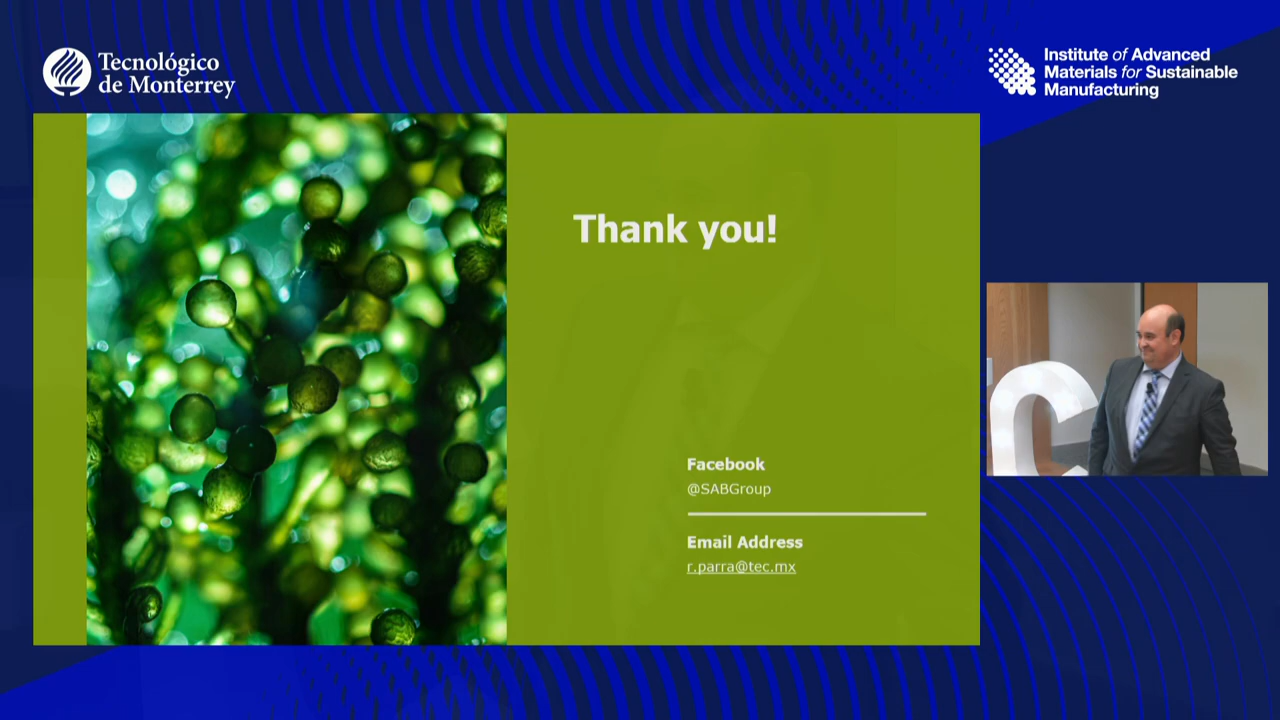 Tecnológico
de Monterrey
Institute of Advanced
Materials for Sustainable
Manufacturing
Thank you!
Facebook
@SABGroup
Email Address
r.parra@tec.mx